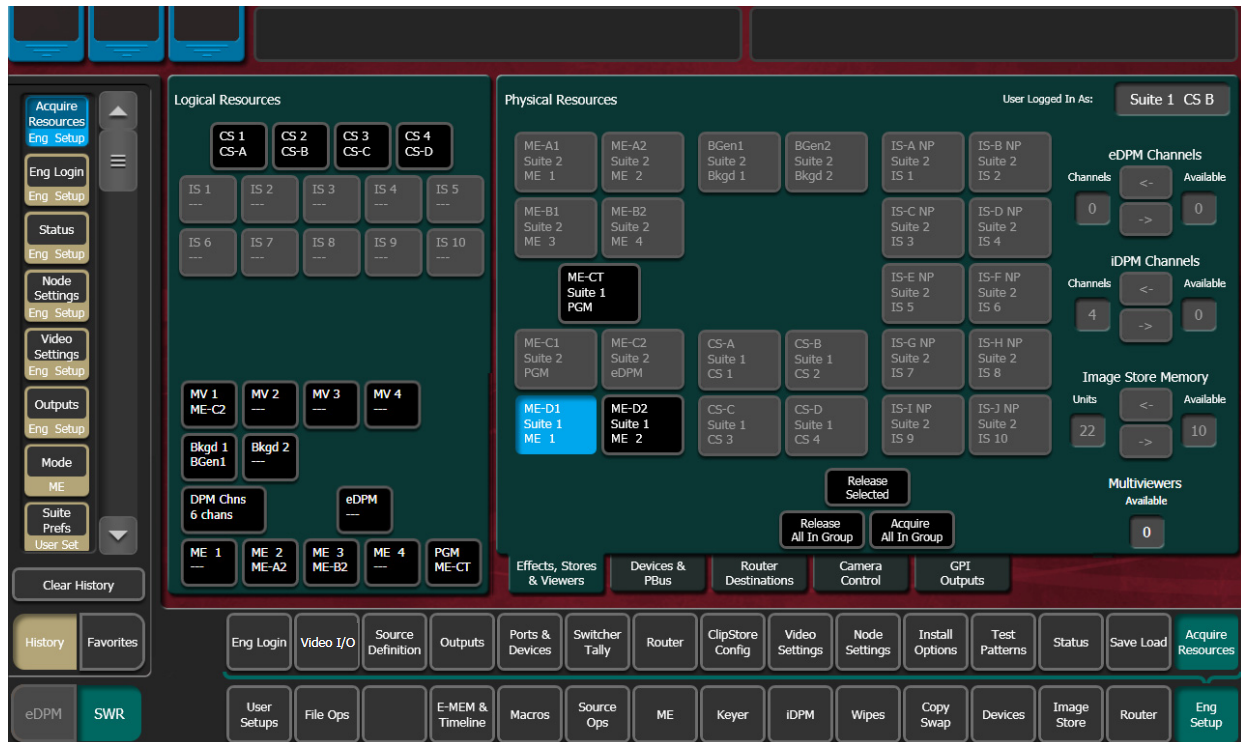 Acquire
Resources
Eng Setup
Eng Login
Eng Setup
Status
Eng Setup
Node
Settings
Eng Setup
Video
Settings
Eng Setup
Outputs
Eng Setup
Mode
ME
Suite
Prefs
User Set
Clear History
History
Favorites
eDPM
SWR
Logical Resources
CS 1
CS-A
CS 2
CS-B
CS 3
CS-C
CS 4
CS-D
IS 1
---
IS 2
---
IS 3
---
IS 4
---
IS 5
---
IS 6
---
IS 7
---
IS 8
---
IS 9
---
IS 10
---
MV 1
ME-C2
MV 2
---
MV 3
---
MV 4
---
Bkgd 1
BGen1
Bkgd 2
---
DPM Chns
6 chans
eDPM
---
ME 1
---
ME 2
ME-A2
ME 3
ME-B2
ME 4
---
PGM
ME-CT
Physical Resources
User Logged In As:
Suite 1 CS B
ME-A1
Suite 2
ME 1
ME-A2
Suite 2
ME 2
BGen1
Suite 2
Bkgd 1
BGen2
Suite 2
Bkgd 2
IS-A NP
Suite 2
IS 1
IS-B NP
Suite 2
IS 2
ME-B1
Suite 2
ME 3
ME-B2
Suite 2
ME 4
IS-C NP
Suite 2
IS 3
IS-D NP
Suite 2
IS 4
ME-CT
Suite 1
PGM
IS-E NP
Suite 2
IS 5
IS-F NP
Suite 2
IS 6
ME-C1
Suite 2
PGM
ME-C2
Suite 2
eDPM
CS-A
Suite 1
CS 1
CS-B
Suite 1
CS 2
IS-G NP
Suite 2
IS 7
IS-H NP
Suite 2
IS 8
ME-D1
Suite 1
ME 1
ME-D2
Suite 1
ME 2
CS-C
Suite 1
CS 3
CS-D
Suite 1
CS 4
IS-I NP
Suite 2
IS 9
IS-J NP
Suite 2
IS 10
Release
Selected
Release
All In Group
Acquire
All In Group
eDPM Channels
Channels
<-
Available
0
->
0
iDPM Channels
Channels
<-
Available
4
->
0
Image Store Memory
Units
<-
Available
22
->
10
Multiviewers
Available
0
Effects, Stores
& Viewers
Devices &
PBus
Router
Destinations
Camera
Control
GPI
Outputs
Eng Login
Video I/O
Source
Definition
Outputs
Ports &
Devices
Switcher
Tally
Router
ClipStore
Config
Video
Settings
Node
Settings
Install
Options
Test
Patterns
Status
Save Load
Acquire
Resources
User
Setups
File Ops
E-MEM &
Timeline
Macros
Source
Ops
ME
Keyer
iDPM
Wipes
Copy
Swap
Devices
Image
Store
Router
Eng
Setup